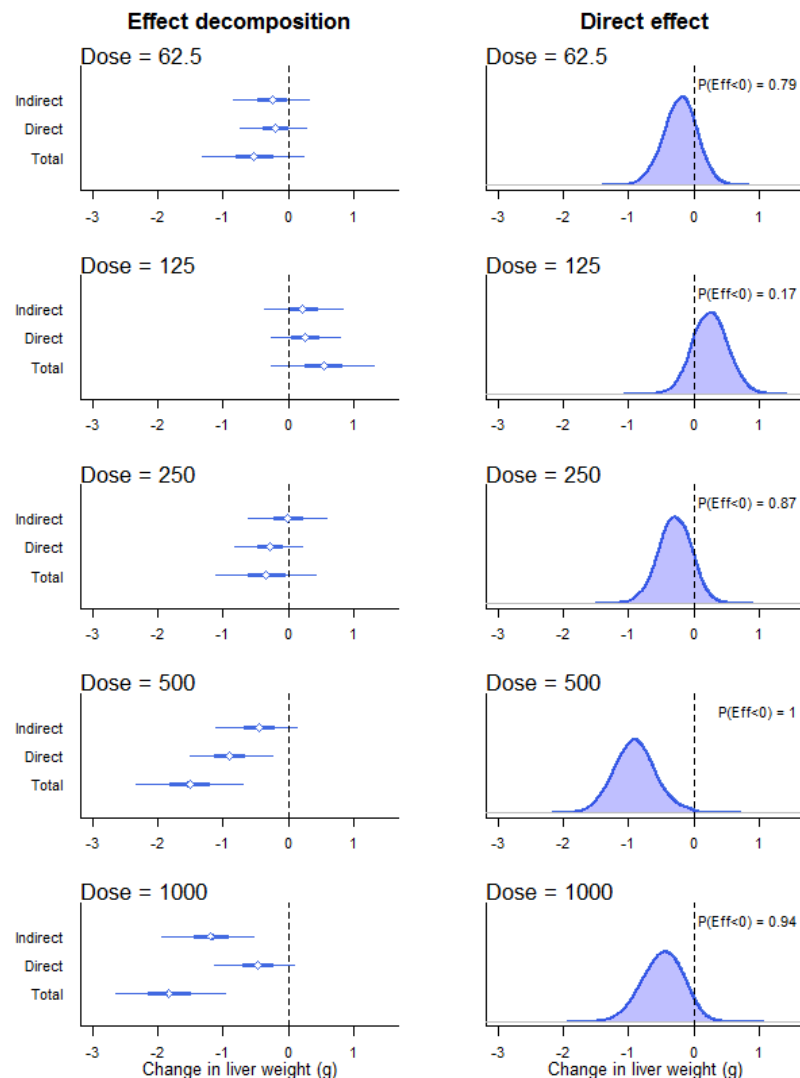 Effect decomposition
Direct effect
Dose = 62.5
Dose = 62.5
Indirect
Direct
Total
P(Eff<0) = 0.79
-3 -2 -1 0 1
-3 -2 -1 0 1
Dose = 125
Dose = 125
Indirect
Direct
Total
P(Eff<0) = 0.17
-3 -2 -1 0 1
-3 -2 -1 0 1
Dose = 250
Dose = 250
Indirect
Direct
Total
P(Eff<0) = 0.87
-3 -2 -1 0 1
-3 -2 -1 0 1
Dose = 500
Dose = 500
Indirect
Direct
Total
P(Eff<0) = 1
-3 -2 -1 0 1
-3 -2 -1 0 1
Dose = 1000
Dose = 1000
Indirect
Direct
Total
P(Eff<0) = 0.94
-3 -2 -1 0 1
-3 -2 -1 0 1
Change in liver weight (g)
Change in liver weight (g)